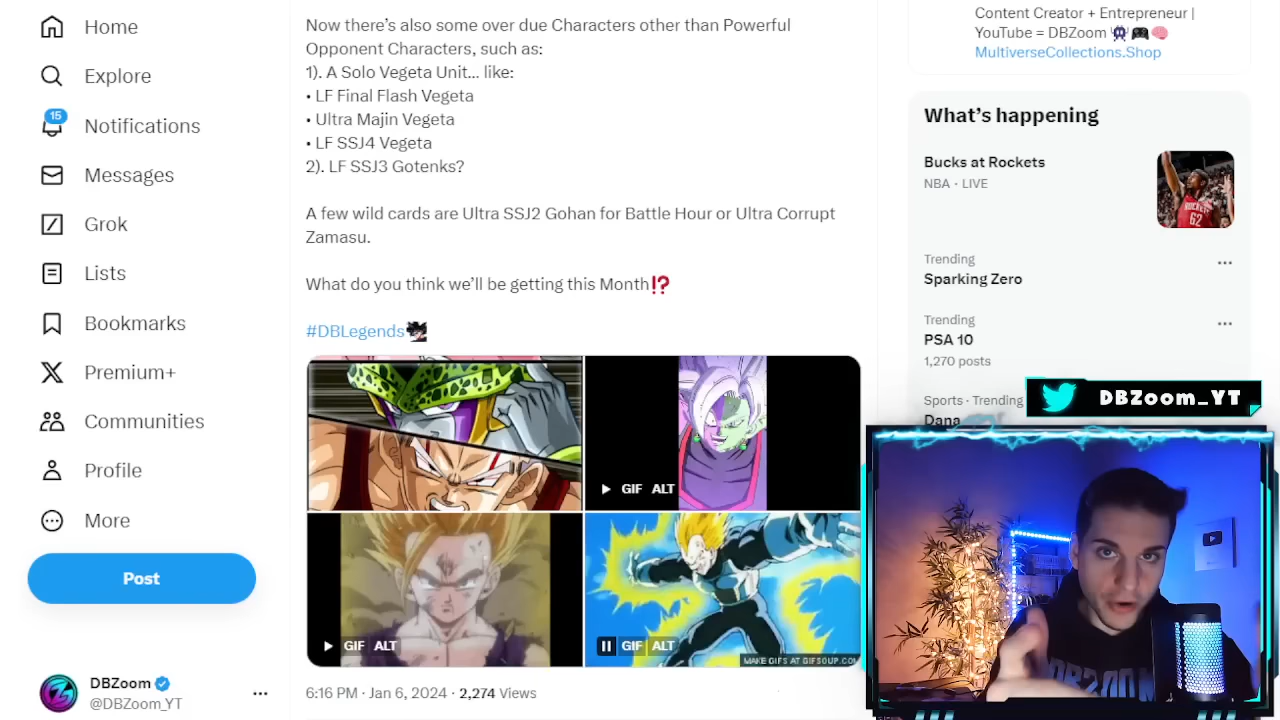 Home
Explore
15
Notifications
Messages
Grok
Lists
Bookmarks
Premium+
Communities
Profile
More
Post
DBZoom
@DBZoom_YT
Now there’s also some over due Characters other than Powerful
Opponent Characters, such as:
1). A Solo Vegeta Unit... like:
• LF Final Flash Vegeta
• Ultra Majin Vegeta
• LF SSJ4 Vegeta
2). LF SSJ3 Gotenks?
A few wild cards are Ultra SSJ2 Gohan for Battle Hour or Ultra Corrupt
Zamasu.
What do you think we’ll be getting this Month⁉️
#DBLegends
GIF ALT
GIF ALT
GIF ALT
MAKE GIFS AT GIFSOUP.COM
6:16 PM · Jan 6, 2024 · 2,274 Views
Content Creator + Entrepreneur |
YouTube = DBZoom 👾🎮🧠
MultiverseCollections.Shop
What’s happening
Bucks at Rockets
NBA · LIVE
ROCKETS
62
Trending
Sparking Zero
Trending
PSA 10
1,270 posts
Sports · Trending
Dana
DBZoom_YT
DBZOOM